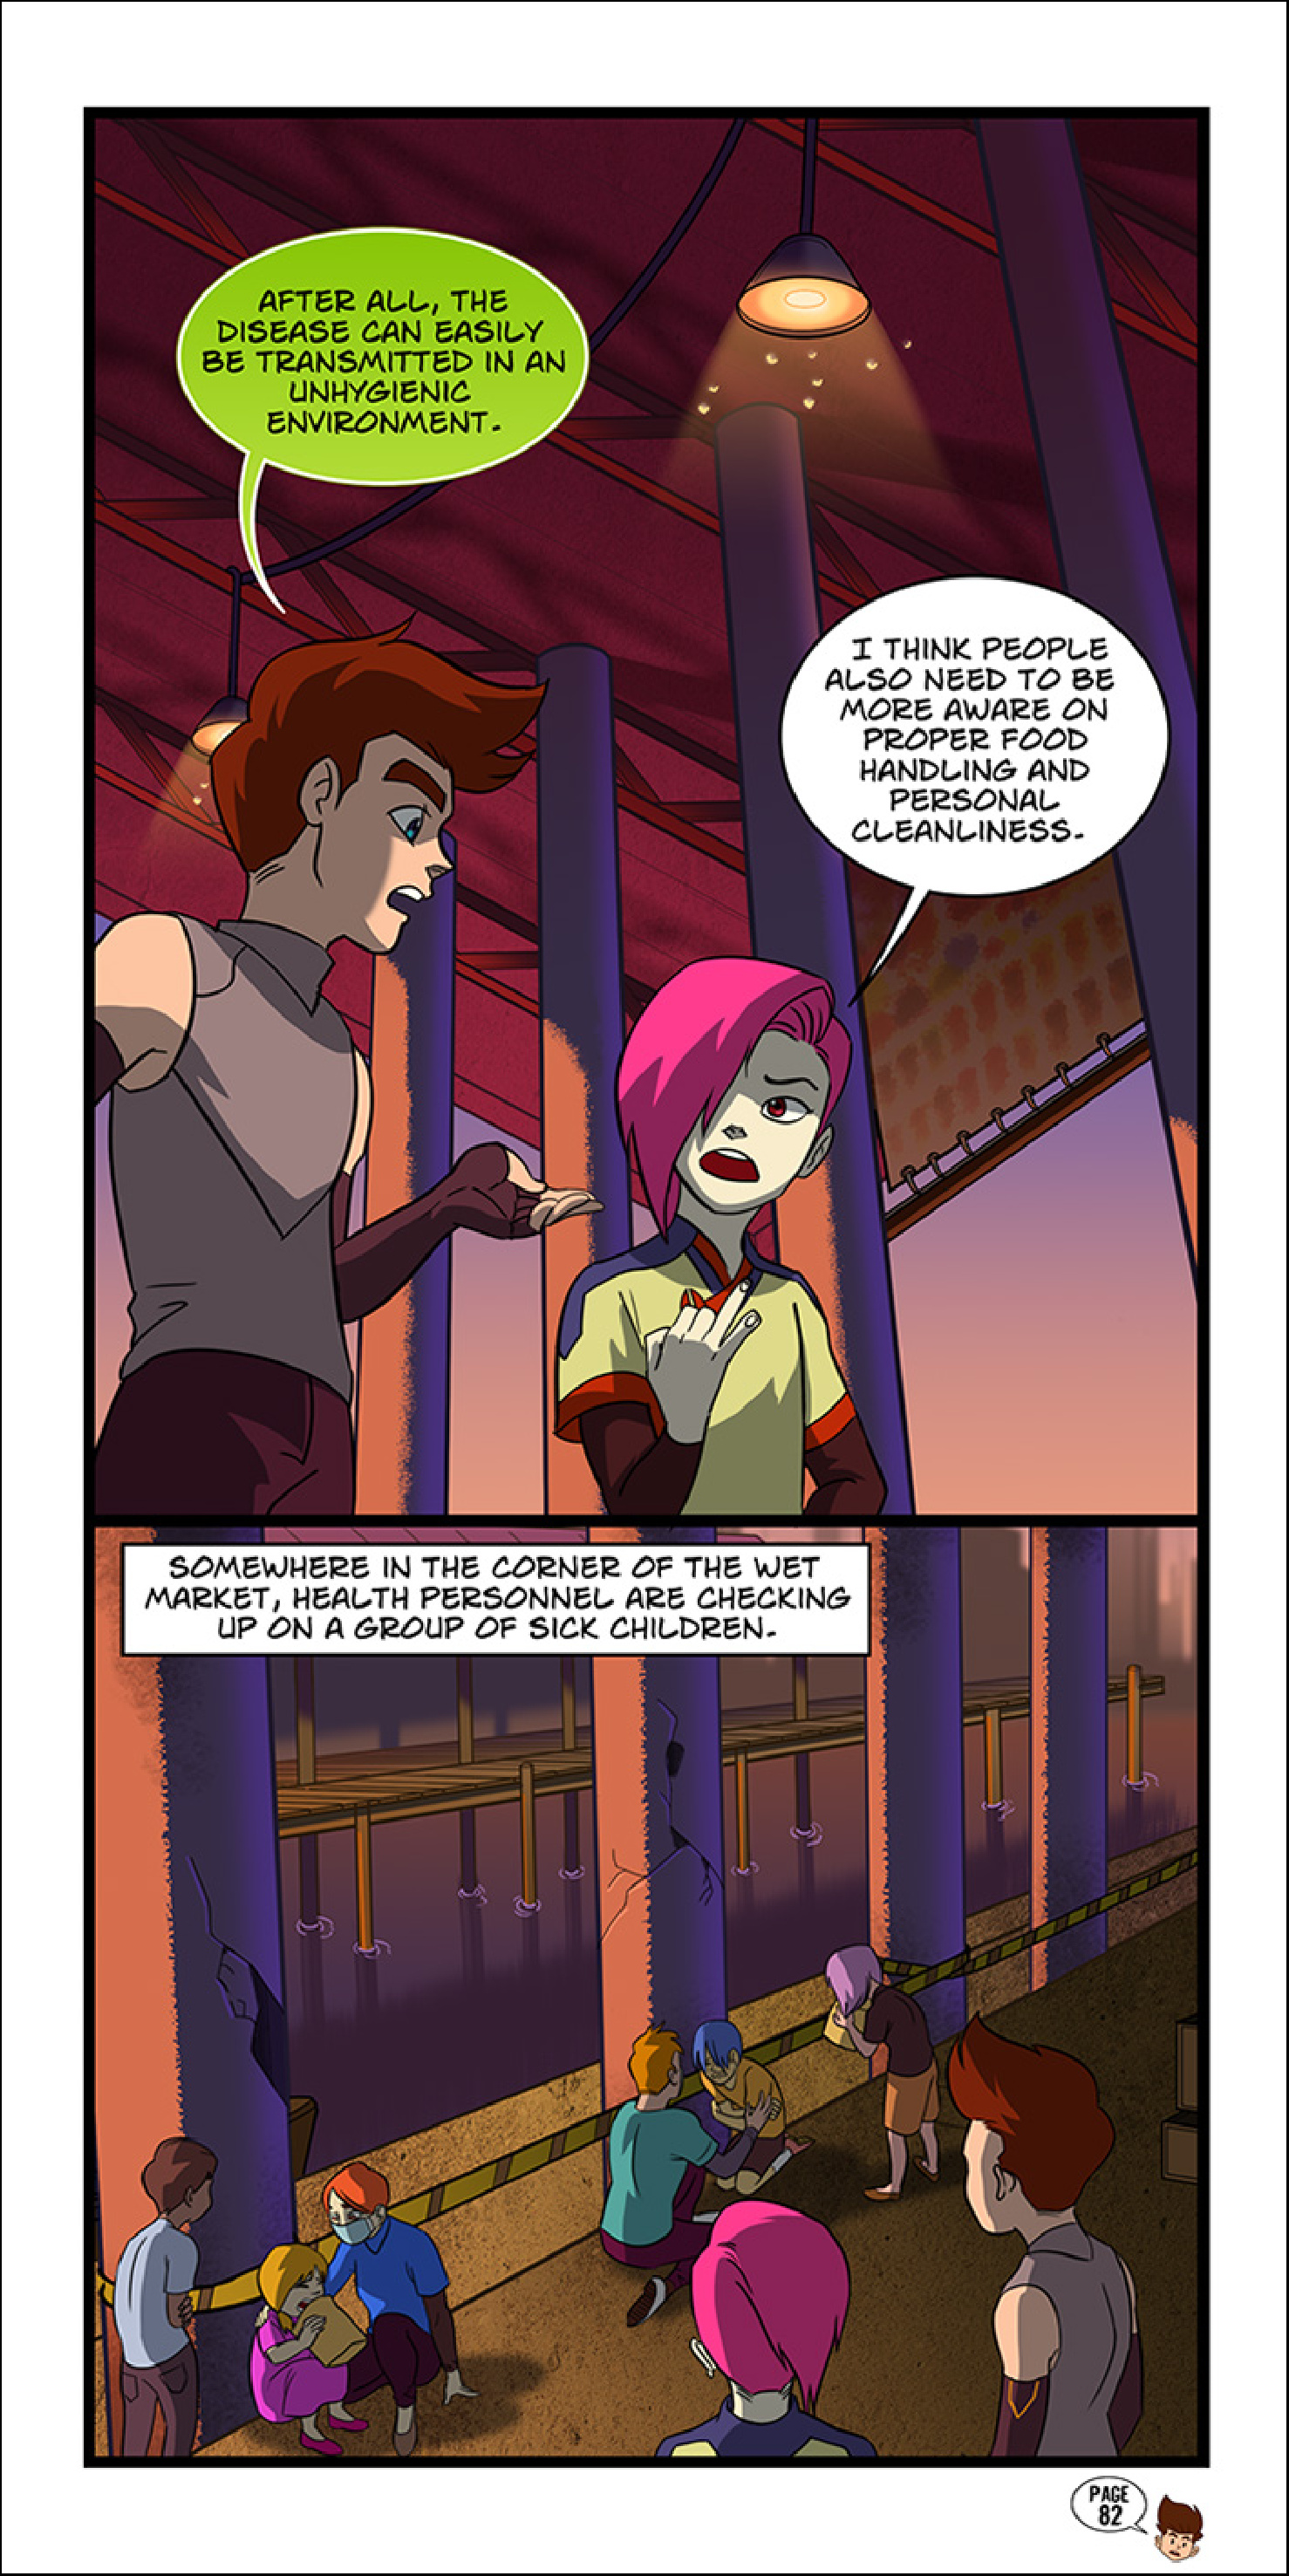 AFTER ALL, THE
DISEASE CAN EASILY
BE TRANSMITTED IN AN
UNHYGIENIC
ENVIRONMENT.
I THINK PEOPLE
ALSO NEED TO BE
MORE AWARE ON
PROPER FOOD
HANDLING AND
PERSONAL
CLEANLINESS.
SOMEWHERE IN THE CORNER OF THE WET
MARKET, HEALTH PERSONNEL ARE CHECKING
UP ON A GROUP OF SICK CHILDREN.
PAGE
82